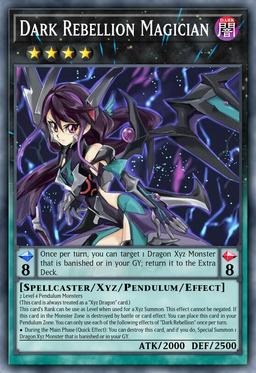 DARK REBELLION MAGICIAN
DARK
闇
Once per turn, you can target 1 Dragon Xyz Monster
that is banished or in your GY; return it to the Extra
Deck.
8
8
[SPELLCASTER/XYZ/PENDULUM/EFFECT]
2 Level 4 Pendulum Monsters
(This card is always treated as a "Xyz Dragon" card.)
This card's Rank can be use as Level when used for a Xyz Summon. This effect cannot be negated. If
this card in the Monster Zone is destroyed by battle or card effect: You can place this card in your
Pendulum Zone. You can only use each of the following effects of "Dark Rebellion" once per turn.
● During the Main Phase (Quick Effect): You can destroy this card, and if you do, Special Summon 1
Dragon Xyz Monster that is banished or in your GY.
ATK/2000 DEF/2500